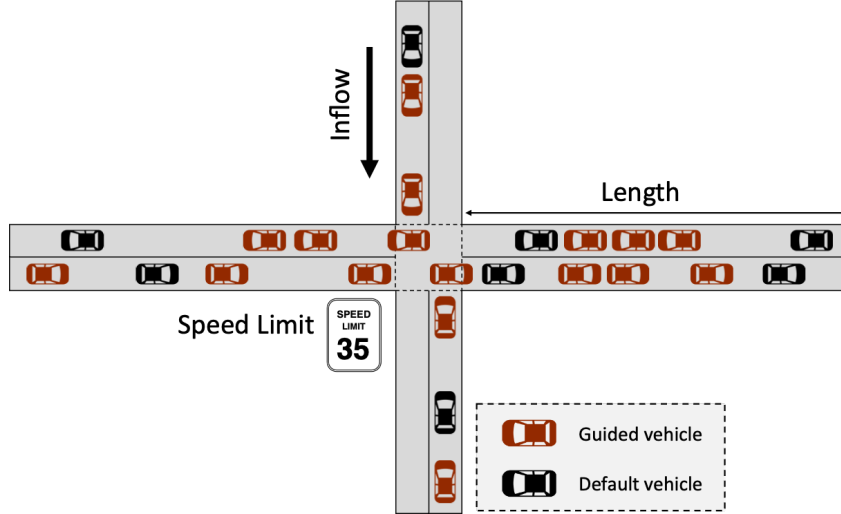 Inflow
Length
Speed Limit
SPEED
LIMIT
35
Guided vehicle
Default vehicle